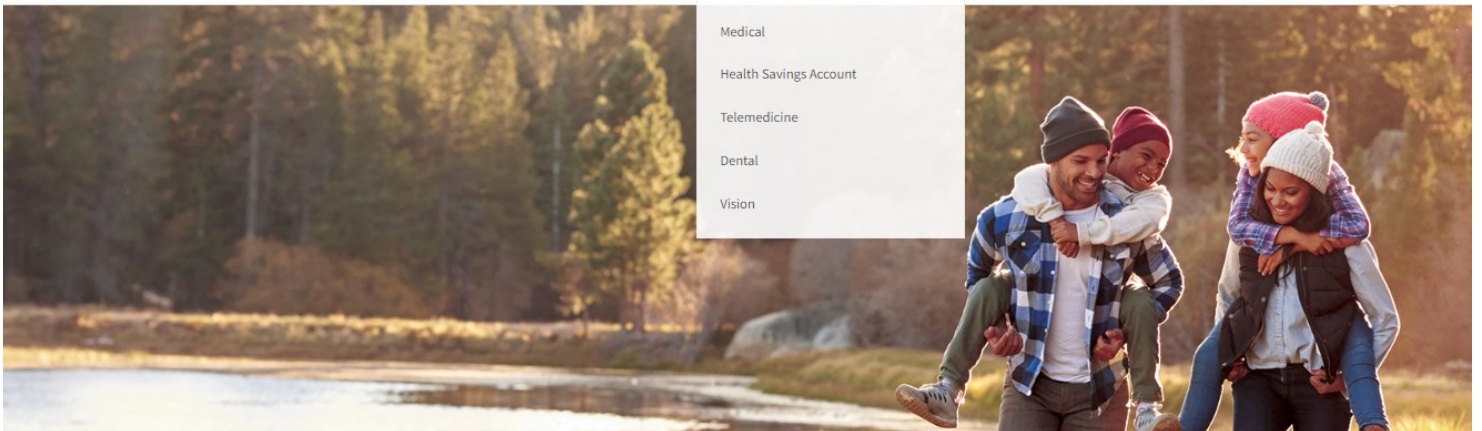 Medical
Health Savings Account
Telemedicine
Dental
Vision